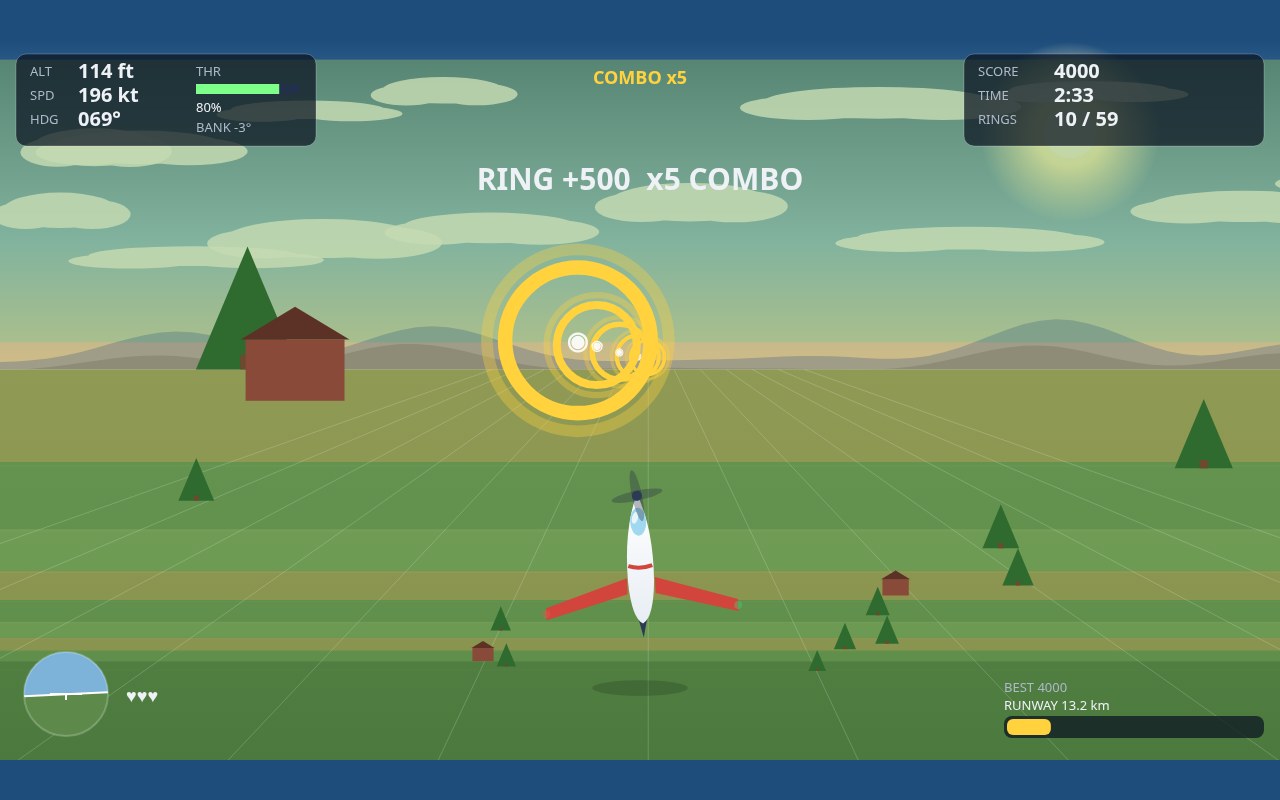 ALT 114 ft
SPD 196 kt
HDG 069°
THR
80%
BANK -3°
COMBO x5
SCORE 4000
TIME 2:33
RINGS 10 / 59
RING +500 x5 COMBO
♥♥♥
BEST 4000
RUNWAY 13.2 km